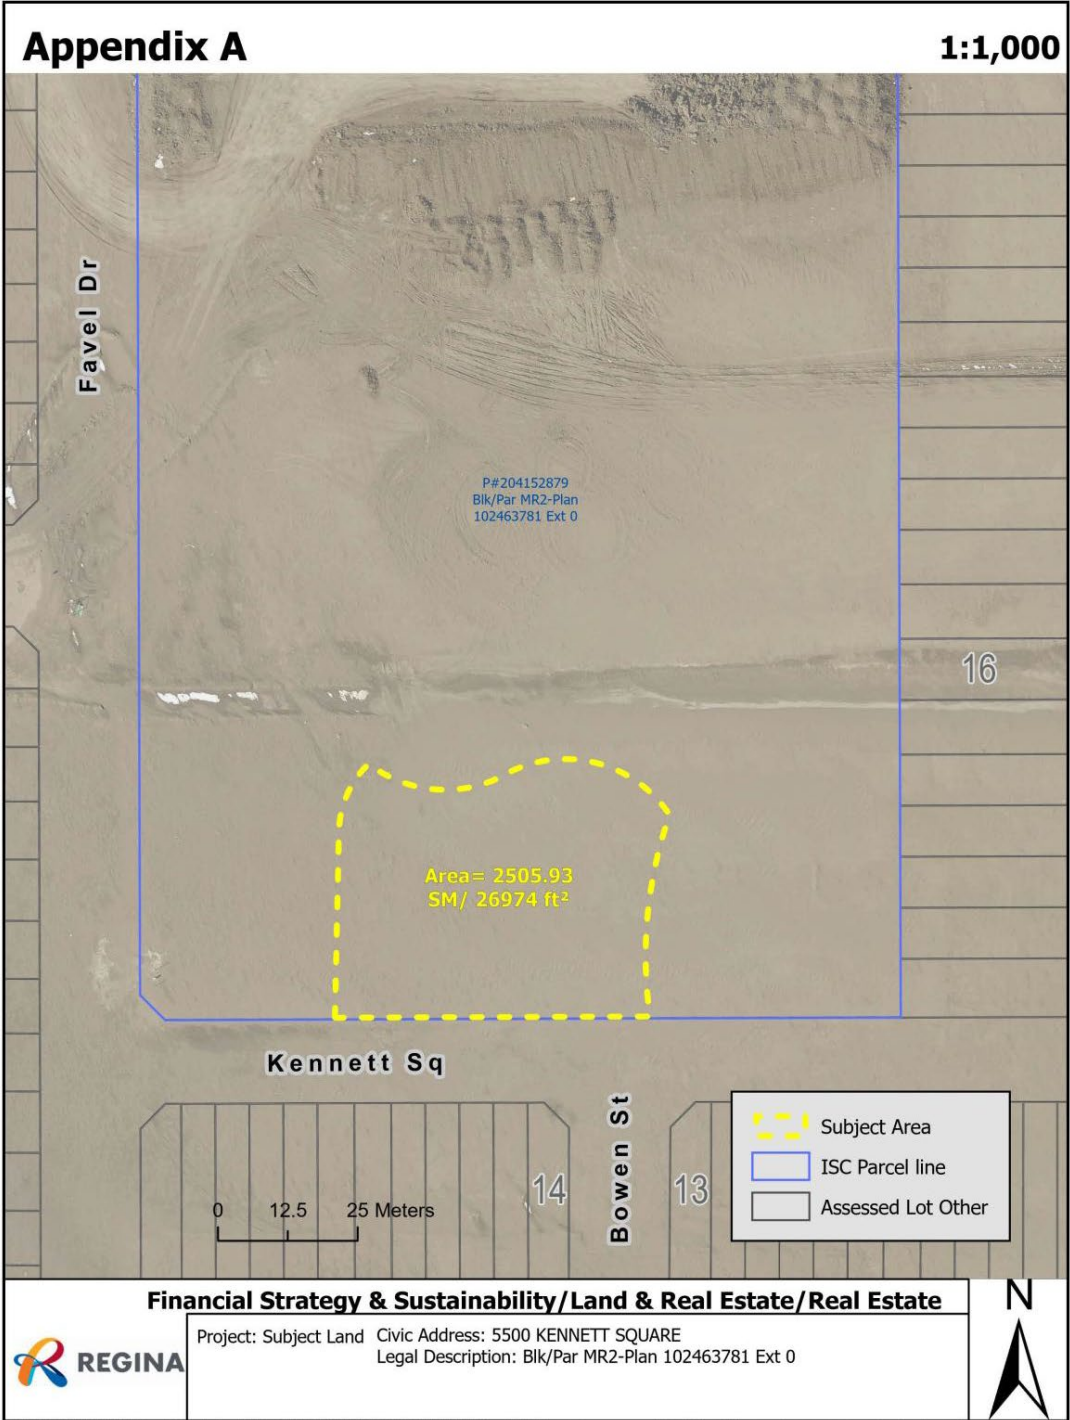 Appendix A
1:1,000
Favel Dr
P#204152879
Blk/Par MR2-Plan
102463781 Ext 0
16
Area= 2505.93
SM/ 26974 ft²
Kennett Sq
Bowen St
14
13
0 12.5 25 Meters
Subject Area
ISC Parcel line
Assessed Lot Other
Financial Strategy & Sustainability/Land & Real Estate/Real Estate
N
REGINA
Project: Subject Land Civic Address: 5500 KENNETT SQUARE
Legal Description: Blk/Par MR2-Plan 102463781 Ext 0